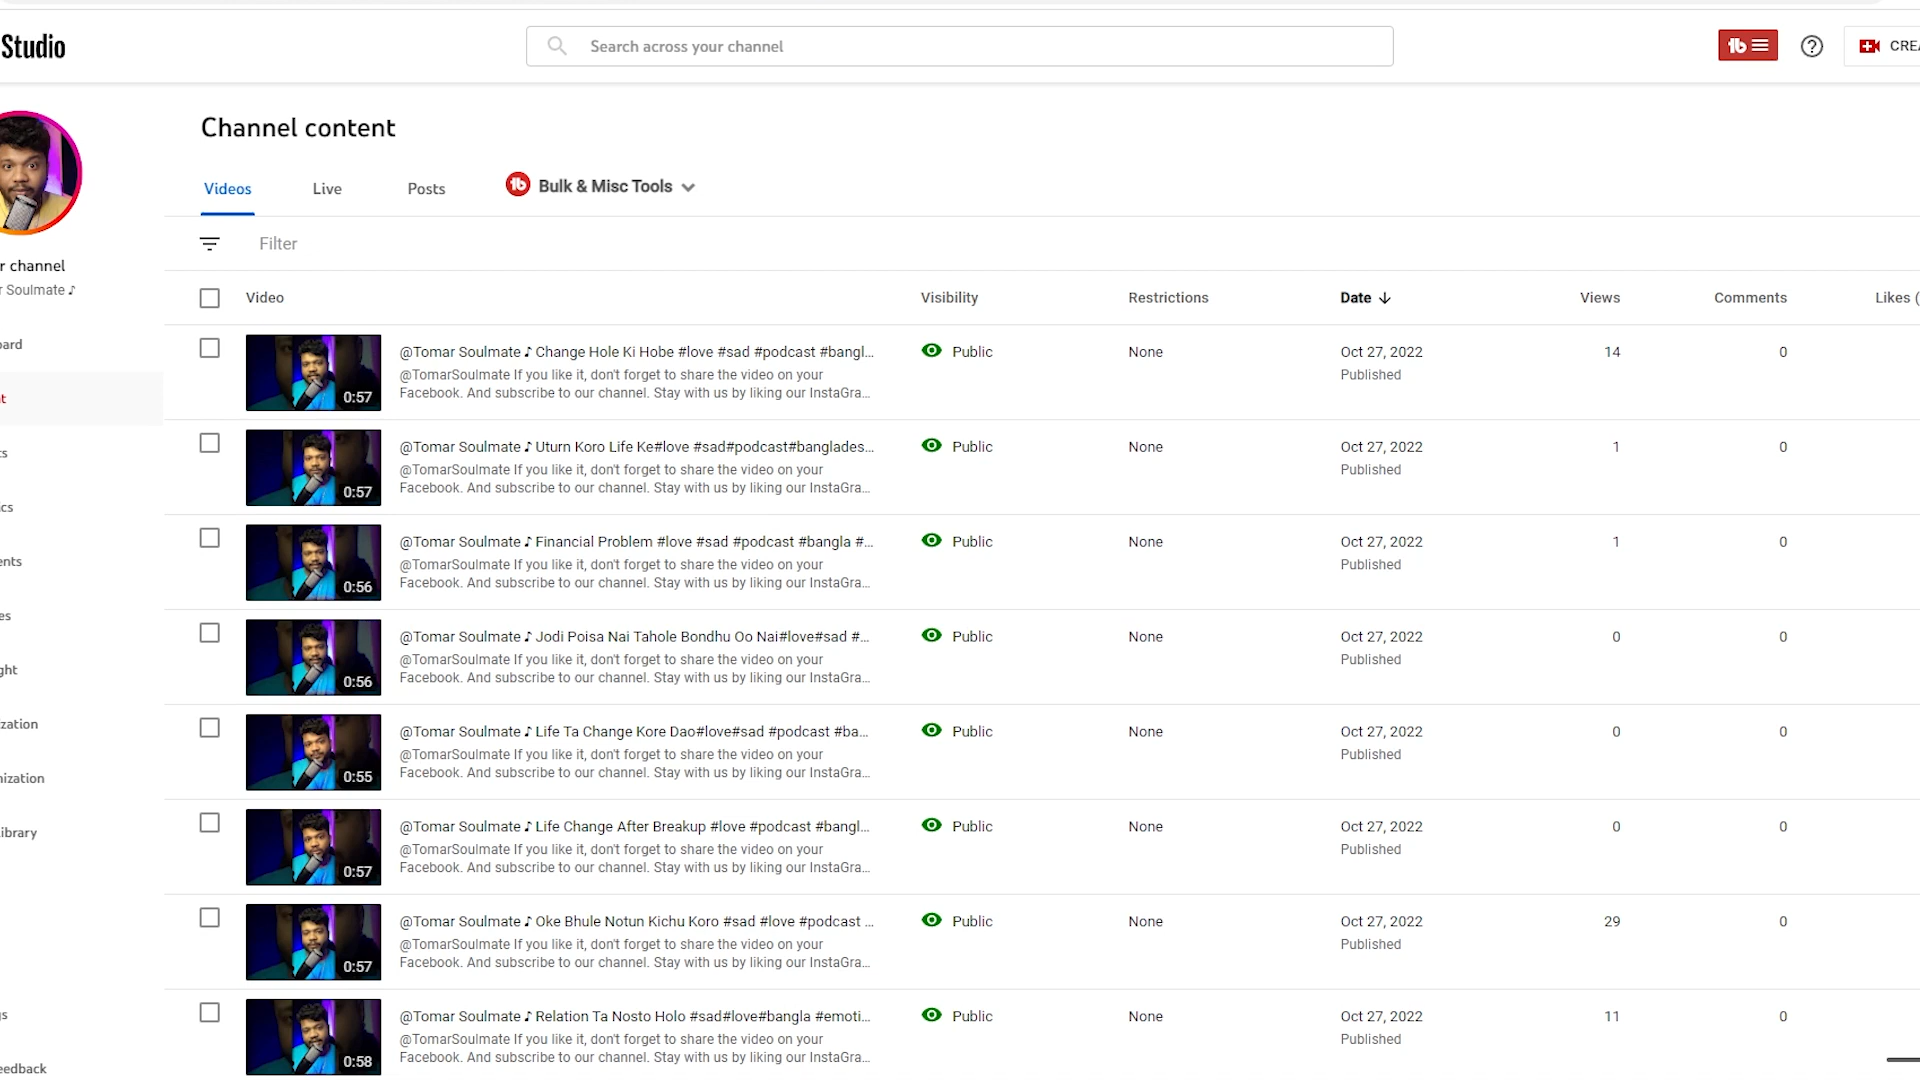 Studio
Search across your channel
CREA
Channel content
Videos
Live
Posts
Bulk & Misc Tools
r channel
r Soulmate ♪
Filter
Video
Visibility
Restrictions
Date
Views
Comments
Likes (
@Tomar Soulmate ♪ Change Hole Ki Hobe #love #sad #podcast #bangl...
@TomarSoulmate If you like it, don't forget to share the video on your
Facebook. And subscribe to our channel. Stay with us by liking our InstaGra...
0:57
Public
None
Oct 27, 2022
Published
14
0
@Tomar Soulmate ♪ Uturn Koro Life Ke#love #sad#podcast#banglades...
@TomarSoulmate If you like it, don't forget to share the video on your
Facebook. And subscribe to our channel. Stay with us by liking our InstaGra...
0:57
Public
None
Oct 27, 2022
Published
1
0
@Tomar Soulmate ♪ Financial Problem #love #sad #podcast #bangla #...
@TomarSoulmate If you like it, don't forget to share the video on your
Facebook. And subscribe to our channel. Stay with us by liking our InstaGra...
0:56
Public
None
Oct 27, 2022
Published
1
0
@Tomar Soulmate ♪ Jodi Poisa Nai Tahole Bondhu Oo Nai#love#sad #...
@TomarSoulmate If you like it, don't forget to share the video on your
Facebook. And subscribe to our channel. Stay with us by liking our InstaGra...
0:56
Public
None
Oct 27, 2022
Published
0
0
@Tomar Soulmate ♪ Life Ta Change Kore Dao#love#sad #podcast #ba...
@TomarSoulmate If you like it, don't forget to share the video on your
Facebook. And subscribe to our channel. Stay with us by liking our InstaGra...
0:55
Public
None
Oct 27, 2022
Published
0
0
@Tomar Soulmate ♪ Life Change After Breakup #love #podcast #bangl...
@TomarSoulmate If you like it, don't forget to share the video on your
Facebook. And subscribe to our channel. Stay with us by liking our InstaGra...
0:57
Public
None
Oct 27, 2022
Published
0
0
@Tomar Soulmate ♪ Oke Bhule Notun Kichu Koro #sad #love #podcast ...
@TomarSoulmate If you like it, don't forget to share the video on your
Facebook. And subscribe to our channel. Stay with us by liking our InstaGra...
0:57
Public
None
Oct 27, 2022
Published
29
0
@Tomar Soulmate ♪ Relation Ta Nosto Holo #sad#love#bangla #emoti...
@TomarSoulmate If you like it, don't forget to share the video on your
Facebook. And subscribe to our channel. Stay with us by liking our InstaGra...
0:58
Public
None
Oct 27, 2022
Published
11
0
ard
t
s
cs
ents
es
ght
zation
ization
ibrary
s
eedback